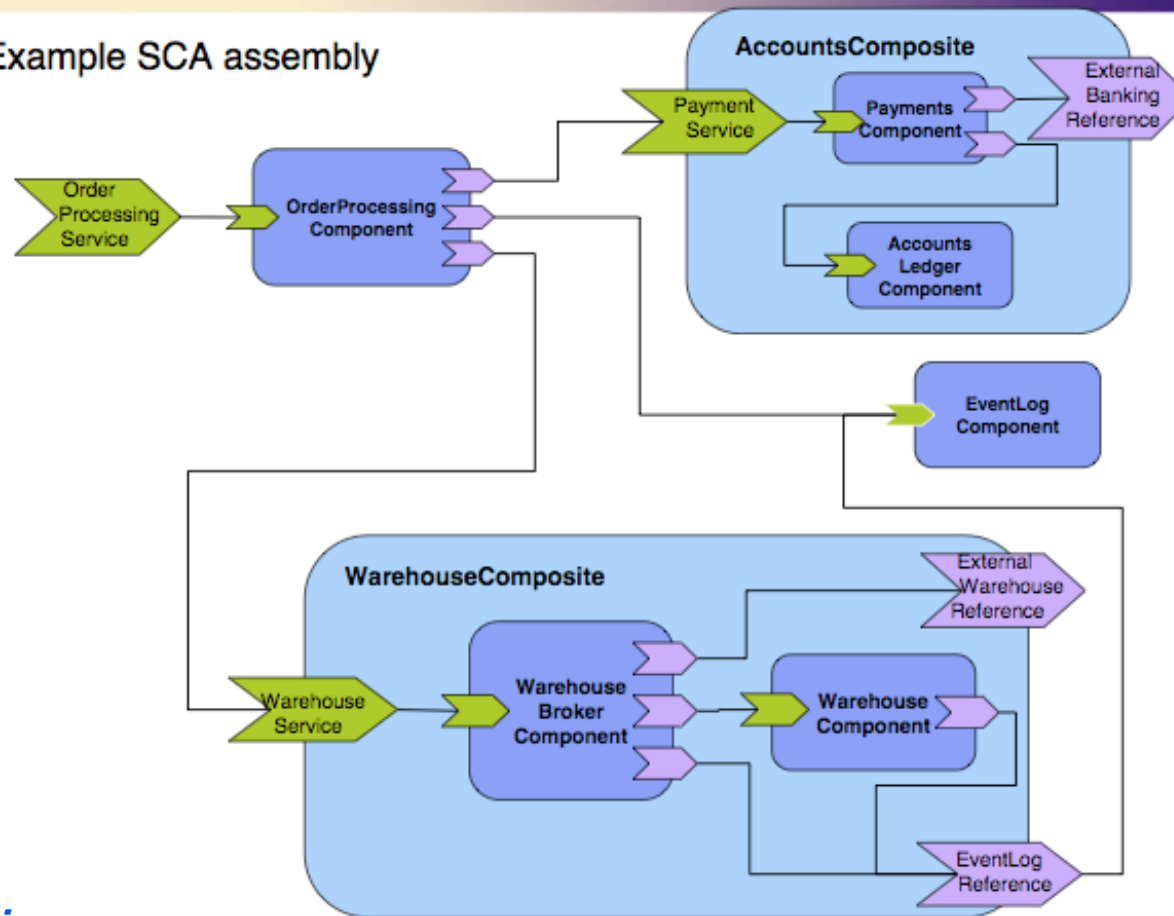 Example SCA assembly
AccountsComposite
External
Banking
Reference
Payment
Service
Payments
Component
Order
Processing
Service
OrderProcessing
Component
Accounts
Ledger
Component
EventLog
Component
WarehouseComposite
External
Warehouse
Reference
Warehouse
Service
Warehouse
Broker
Component
Warehouse
Component
EventLog
Reference